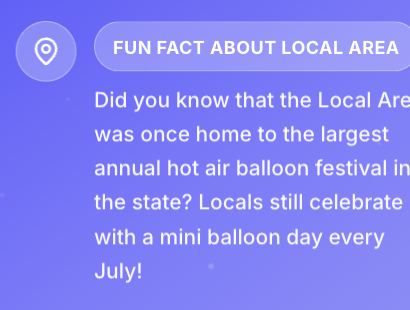 FUN FACT ABOUT LOCAL AREA
Did you know that the Local Are
was once home to the largest
annual hot air balloon festival in
the state? Locals still celebrate
with a mini balloon day every
July!